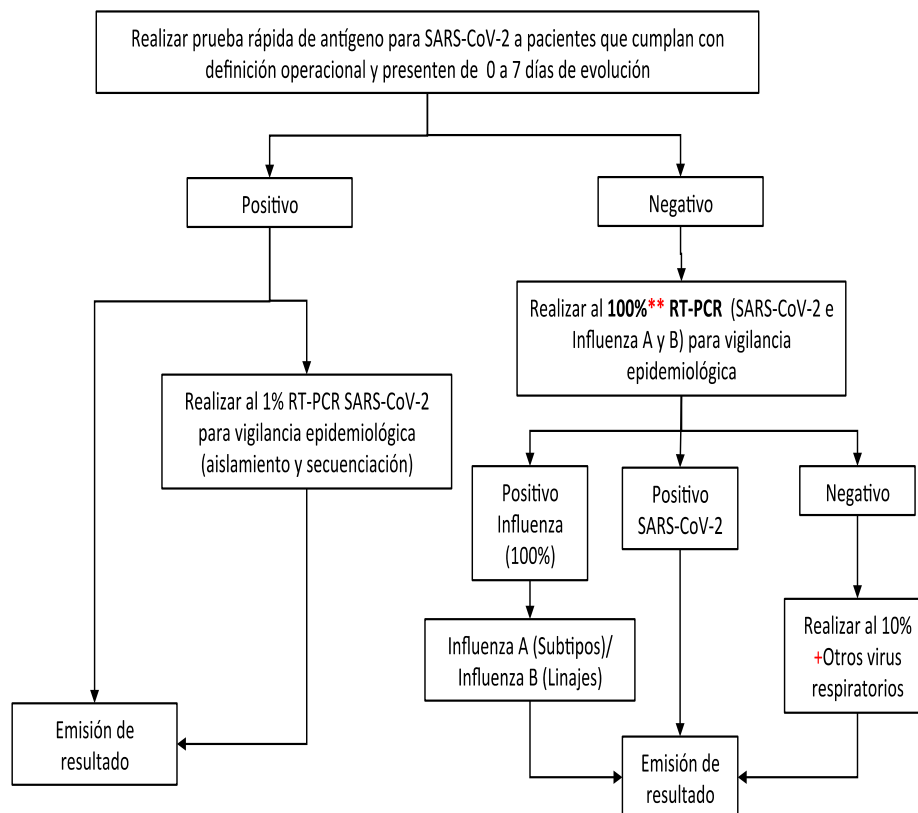 Realizar prueba rápida de antígeno para SARS-CoV-2 a pacientes que cumplan con
definición operacional y presenten de 0 a 7 días de evolución
Positivo
Negativo
Realizar al 100%** RT-PCR (SARS-CoV-2 e
Influenza A y B) para vigilancia
epidemiológica
Realizar al 1% RT-PCR SARS-CoV-2
para vigilancia epidemiológica
(aislamiento y secuenciación)
Positivo
Influenza
(100%)
Positivo
SARS-CoV-2
Negativo
Influenza A (Subtipos)/
Influenza B (Linajes)
Realizar al 10%
+Otros virus
respiratorios
Emisión de
resultado
Emisión de
resultado